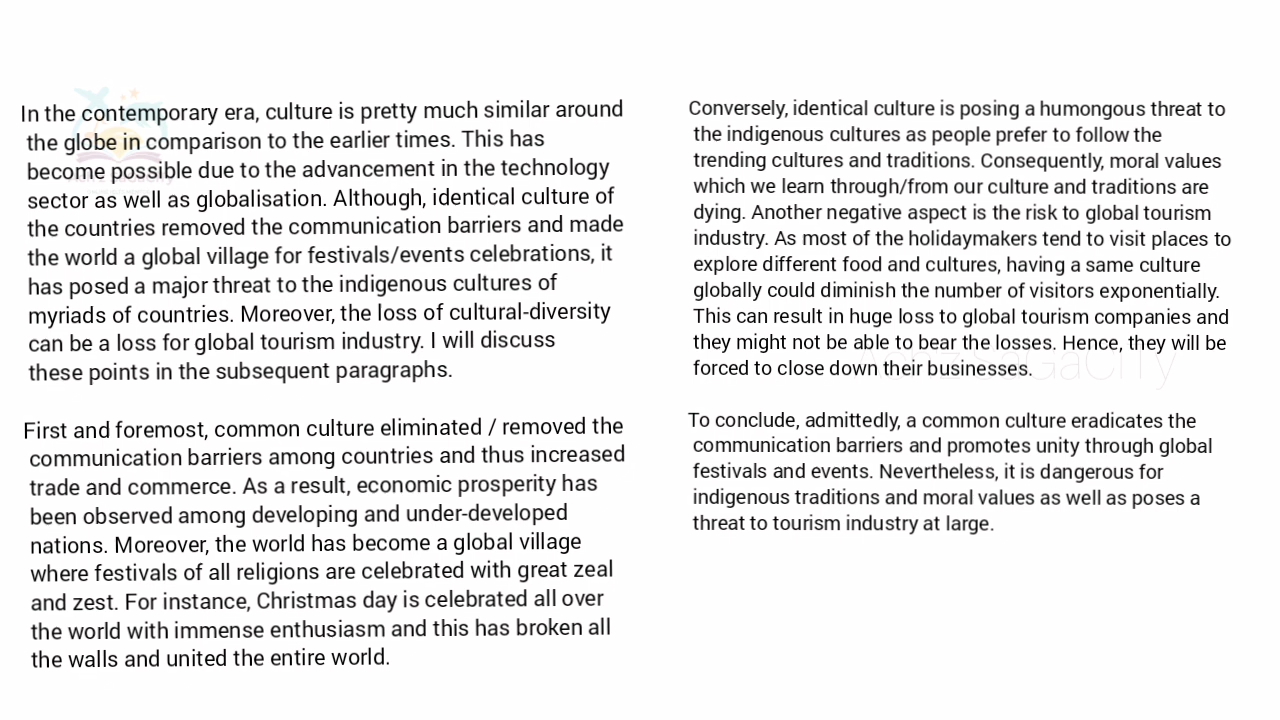 In the contemporary era, culture is pretty much similar around
the globe in comparison to the earlier times. This has
become possible due to the advancement in the technology
sector as well as globalisation. Although, identical culture of
the countries removed the communication barriers and made
the world a global village for festivals/events celebrations, it
has posed a major threat to the indigenous cultures of
myriads of countries. Moreover, the loss of cultural-diversity
can be a loss for global tourism industry. I will discuss
these points in the subsequent paragraphs.
First and foremost, common culture eliminated / removed the
communication barriers among countries and thus increased
trade and commerce. As a result, economic prosperity has
been observed among developing and under-developed
nations. Moreover, the world has become a global village
where festivals of all religions are celebrated with great zeal
and zest. For instance, Christmas day is celebrated all over
the world with immense enthusiasm and this has broken all
the walls and united the entire world.
Conversely, identical culture is posing a humongous threat to
the indigenous cultures as people prefer to follow the
trending cultures and traditions. Consequently, moral values
which we learn through/from our culture and traditions are
dying. Another negative aspect is the risk to global tourism
industry. As most of the holidaymakers tend to visit places to
explore different food and cultures, having a same culture
globally could diminish the number of visitors exponentially.
This can result in huge loss to global tourism companies and
they might not be able to bear the losses. Hence, they will be
forced to close down their businesses.
To conclude, admittedly, a common culture eradicates the
communication barriers and promotes unity through global
festivals and events. Nevertheless, it is dangerous for
indigenous traditions and moral values as well as poses a
threat to tourism industry at large.